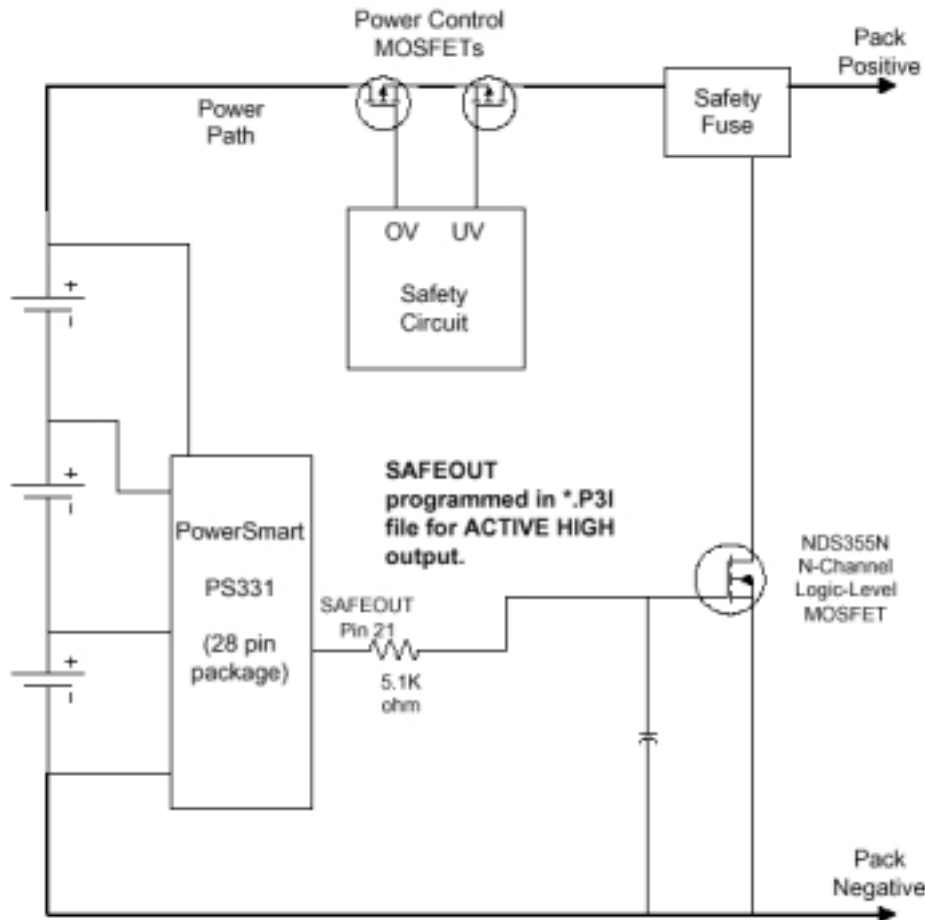 Power Control
MOSFETs
Pack
Positive
Power
Path
Safety
Fuse
OV UV
Safety
Circuit
+
+
+
PowerSmart
PS331
(28 pin
package)
SAFEOUT
programmed in *.P3I
file for ACTIVE HIGH
output.
SAFEOUT
Pin 21
5.1K
ohm
NDS355N
N-Channel
Logic-Level
MOSFET
Pack
Negative